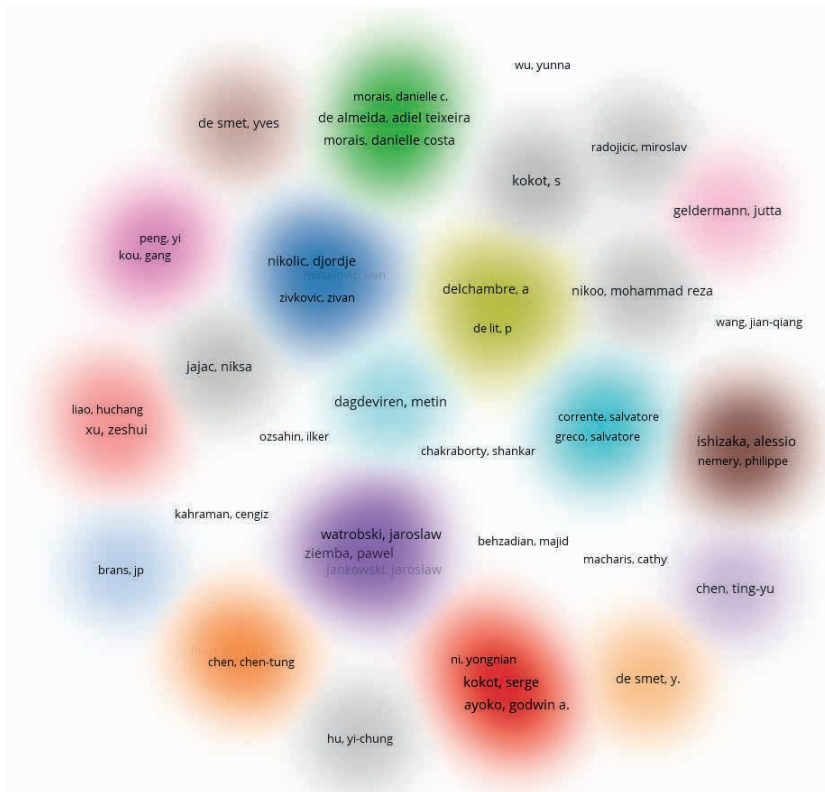 wu, yunna
morais, danielle c.
de almeida, adiel teixeira
de smet, yves
morais, danielle costa
radojicic, miroslav
kokot, s
geldermann, jutta
peng, yi
kou, gang
nikolic, djordje
mihajlovic, ivan
zivkovic, zivan
delchambre, a
nikoo, mohammad reza
de lit, p
wang, jian-qiang
jajac, niksa
dagdeviren, metin
liao, huchang
xu, zeshui
corrente, salvatore
greco, salvatore
ozsahin, ilker
chakraborty, shankar
ishizaka, alessio
nemery, philippe
kahraman, cengiz
watrobski, jaroslaw
ziemba, pawel
jankowski, jaroslaw
behzadian, majid
macharis, cathy
brans, jp
chen, ting-yu
chen, chen-tung
ni, yongnian
kokot, serge
ayoko, godwin a.
de smet, y.
hu, yi-chung